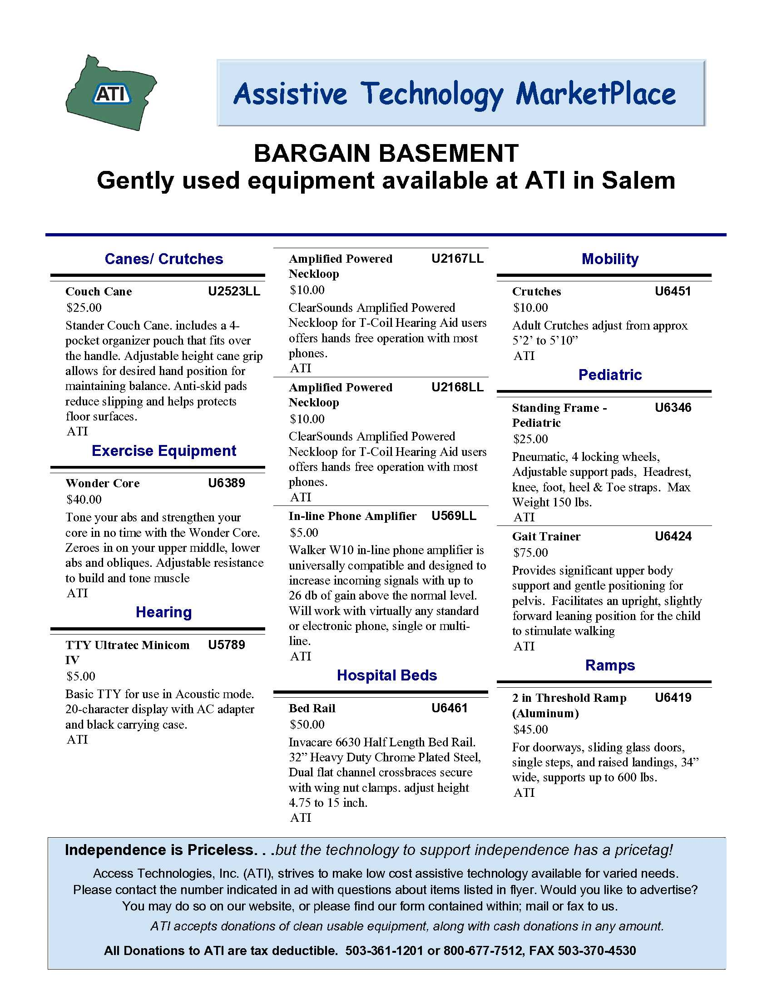 ATI
Assistive Technology MarketPlace
BARGAIN BASEMENT
Gently used equipment available at ATI in Salem
Canes/ Crutches
Couch Cane U2523LL
$25.00
Stander Couch Cane. includes a 4-
pocket organizer pouch that fits over
the handle. Adjustable height cane grip
allows for desired hand position for
maintaining balance. Anti-skid pads
reduce slipping and helps protects
floor surfaces.
ATI
Exercise Equipment
Wonder Core U6389
$40.00
Tone your abs and strengthen your
core in no time with the Wonder Core.
Zeroes in on your upper middle, lower
abs and obliques. Adjustable resistance
to build and tone muscle
ATI
Hearing
TTY Ultratec Minicom U5789
IV
$5.00
Basic TTY for use in Acoustic mode.
20-character display with AC adapter
and black carrying case.
ATI
Amplified Powered U2167LL
Neckloop
$10.00
ClearSounds Amplified Powered
Neckloop for T-Coil Hearing Aid users
offers hands free operation with most
phones.
ATI
Amplified Powered U2168LL
Neckloop
$10.00
ClearSounds Amplified Powered
Neckloop for T-Coil Hearing Aid users
offers hands free operation with most
phones.
ATI
In-line Phone Amplifier U569LL
$5.00
Walker W10 in-line phone amplifier is
universally compatible and designed to
increase incoming signals with up to
26 db of gain above the normal level.
Will work with virtually any standard
or electronic phone, single or multi-
line.
ATI
Hospital Beds
Bed Rail U6461
$50.00
Invacare 6630 Half Length Bed Rail.
32” Heavy Duty Chrome Plated Steel,
Dual flat channel crossbraces secure
with wing nut clamps. adjust height
4.75 to 15 inch.
ATI
Mobility
Crutches U6451
$10.00
Adult Crutches adjust from approx
5’2’ to 5’10”
ATI
Pediatric
Standing Frame - U6346
Pediatric
$25.00
Pneumatic, 4 locking wheels,
Adjustable support pads, Headrest,
knee, foot, heel & Toe straps. Max
Weight 150 lbs.
ATI
Gait Trainer U6424
$75.00
Provides significant upper body
support and gentle positioning for
pelvis. Facilitates an upright, slightly
forward leaning position for the child
to stimulate walking
ATI
Ramps
2 in Threshold Ramp U6419
(Aluminum)
$45.00
For doorways, sliding glass doors,
single steps, and raised landings, 34”
wide, supports up to 600 lbs.
ATI
Independence is Priceless. . .but the technology to support independence has a pricetag!
Access Technologies, Inc. (ATI), strives to make low cost assistive technology available for varied needs.
Please contact the number indicated in ad with questions about items listed in flyer. Would you like to advertise?
You may do so on our website, or please find our form contained within; mail or fax to us.
ATI accepts donations of clean usable equipment, along with cash donations in any amount.
All Donations to ATI are tax deductible. 503-361-1201 or 800-677-7512, FAX 503-370-4530